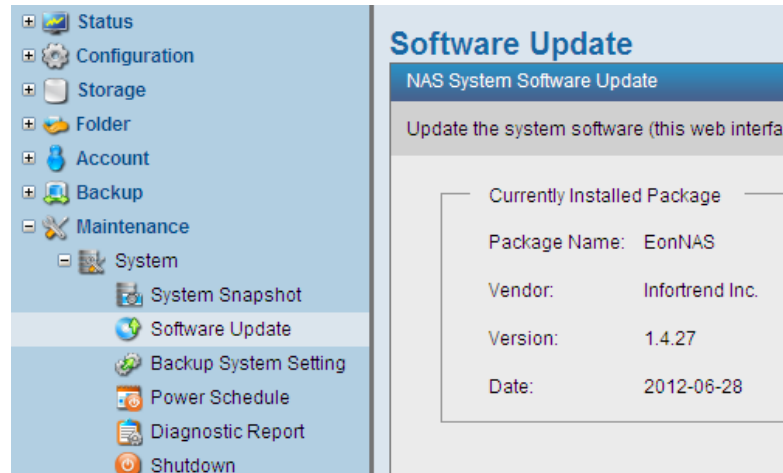 Status
Configuration
Storage
Folder
Account
Backup
Maintenance
System
System Snapshot
Software Update
Backup System Setting
Power Schedule
Diagnostic Report
Shutdown
Software Update
NAS System Software Update
Update the system software (this web interfa
Currently Installed Package
Package Name: EonNAS
Vendor: Infortrend Inc.
Version: 1.4.27
Date: 2012-06-28